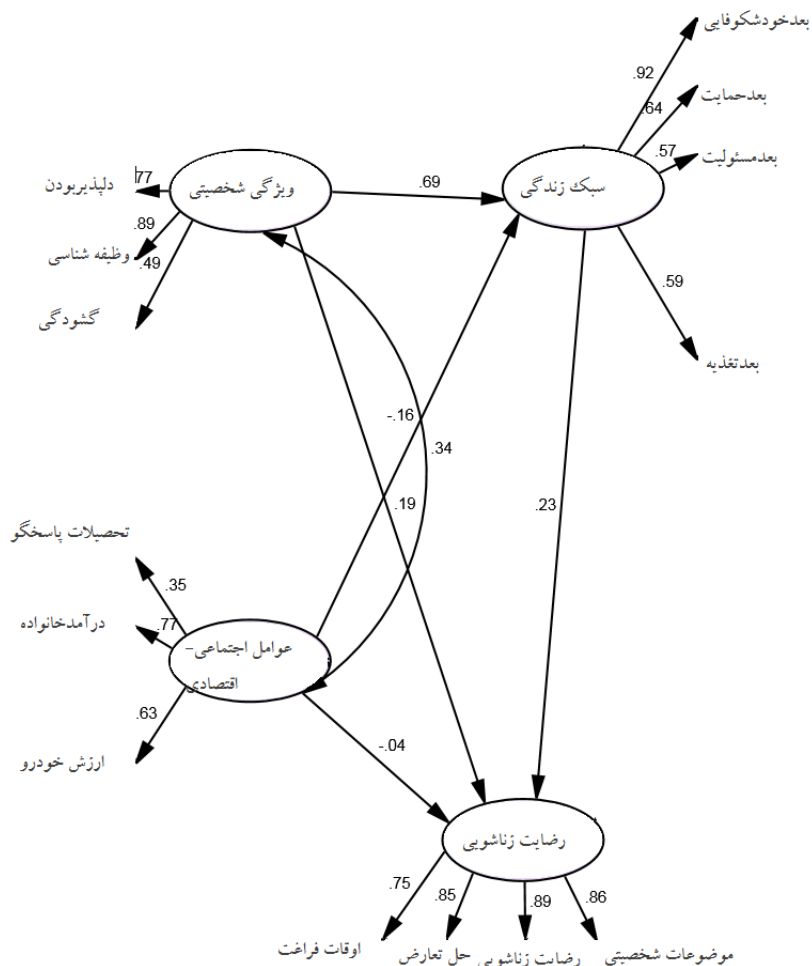 بعدخودشکوفایی
.92
بعدحمایت
.64
.57
بعدمسئولیت
سبک زندگی
.69
ویژگی شخصیتی
.77
دلپذیربودن
.89
وظیفه شناسی
.49
گشودگی
.59
بعدتغذیه
-.16
.34
.19
.23
تحصیلات پاسخگو
.35
درآمدخانواده
.77
عوامل اجتماعی-
اقتصادی
.63
ارزش خودرو
-.04
رضایت زناشویی
.75
.85
.89
.86
موضوعات شخصیتی
رضایت زناشویی
حل تعارض
اوقات فراغت